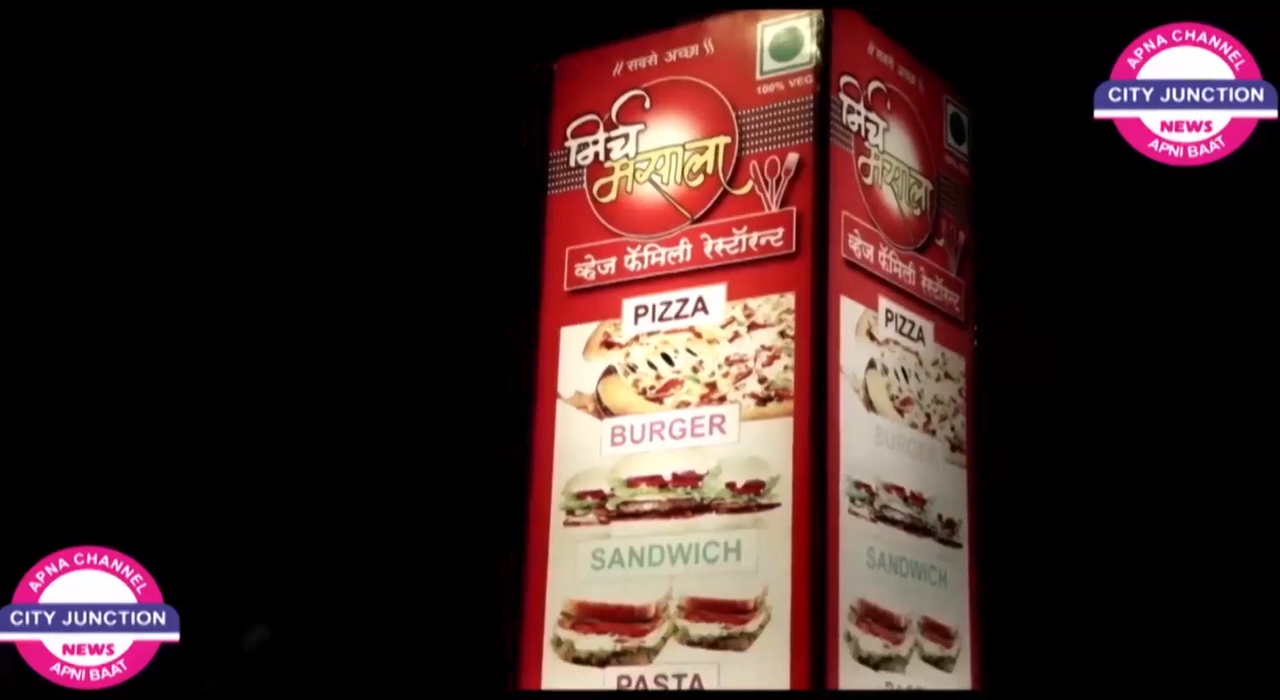 // सबसे अच्छा \\
100% VEG
मिर्च
मसाला
व्हेज फॅमिली रेस्टॉरन्ट
PIZZA
BURGER
SANDWICH
PASTA
मिर्च
मसाला
व्हेज फॅमिली रेस्टॉरन्ट
PIZZA
BURGER
SANDWICH
APNA CHANNEL
CITY JUNCTION
NEWS
APNI BAAT
APNA CHANNEL
CITY JUNCTION
NEWS
APNI BAAT